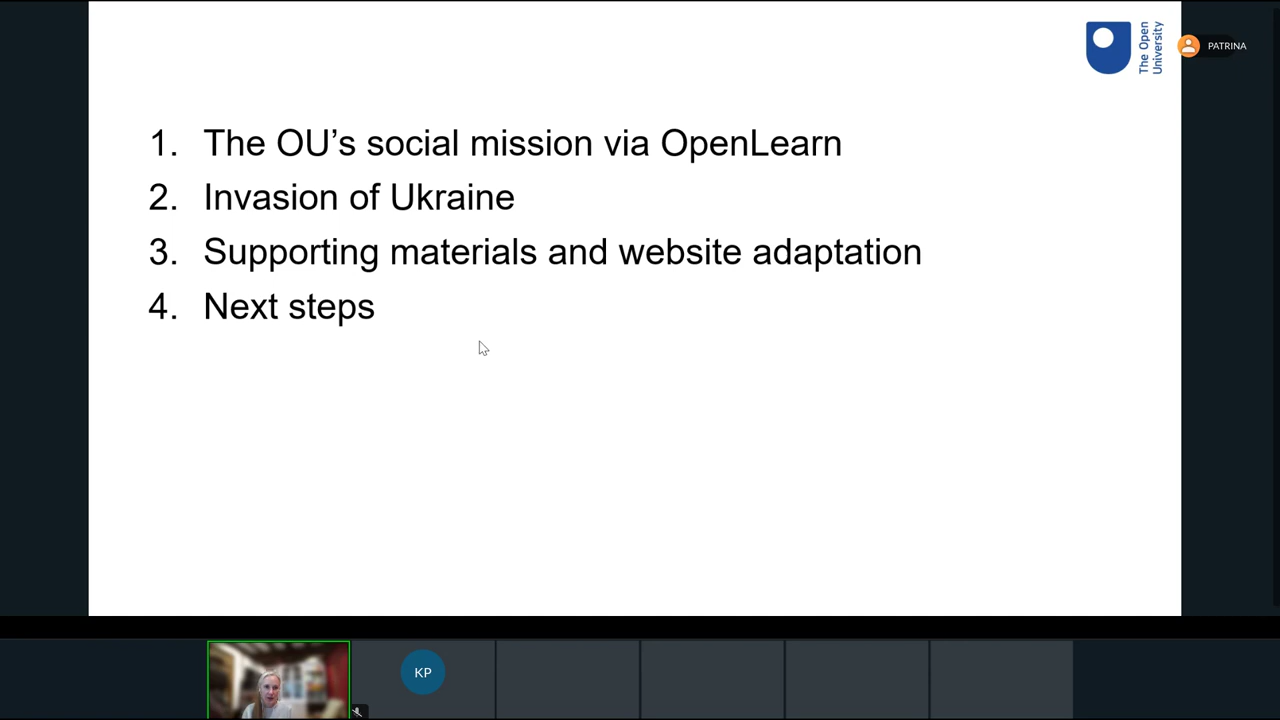 The Open
University
PATRINA
1. The OU’s social mission via OpenLearn
2. Invasion of Ukraine
3. Supporting materials and website adaptation
4. Next steps
KP